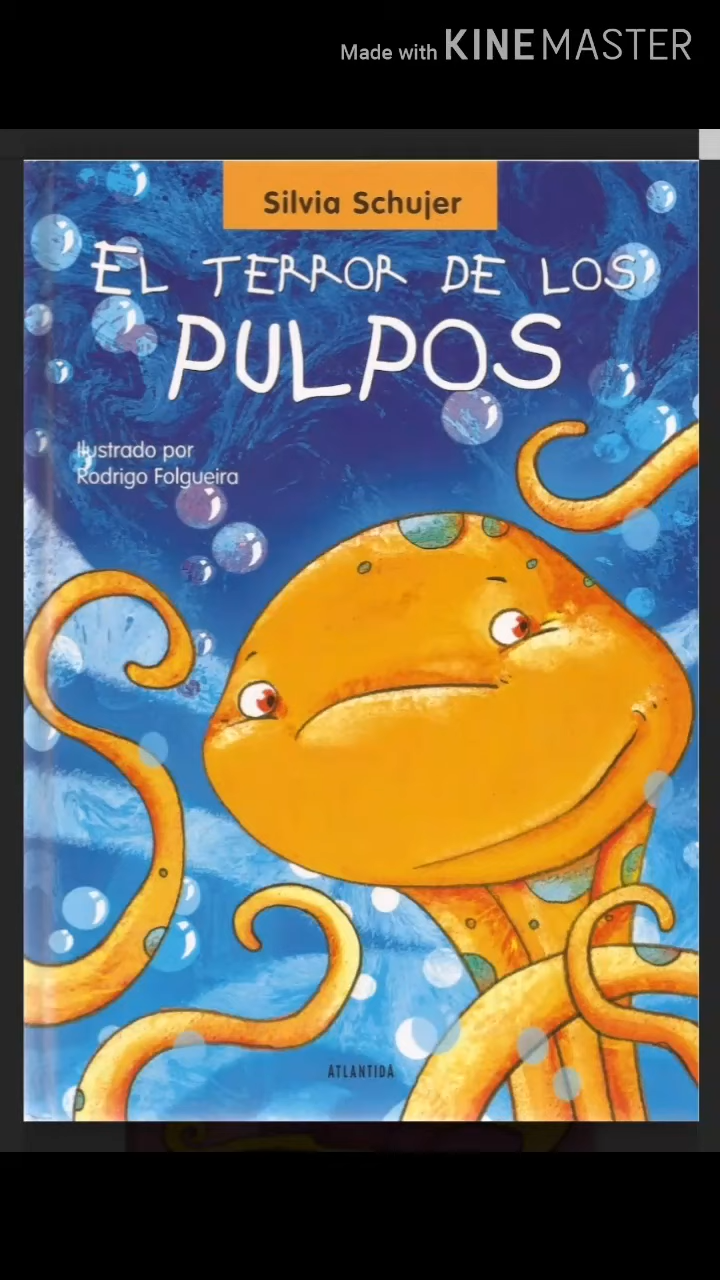 Made with KINEMASTER
Silvia Schujer
EL TERROR DE LOS
PULPOS
Ilustrado por
Rodrigo Folgueira
ATLANTIDA